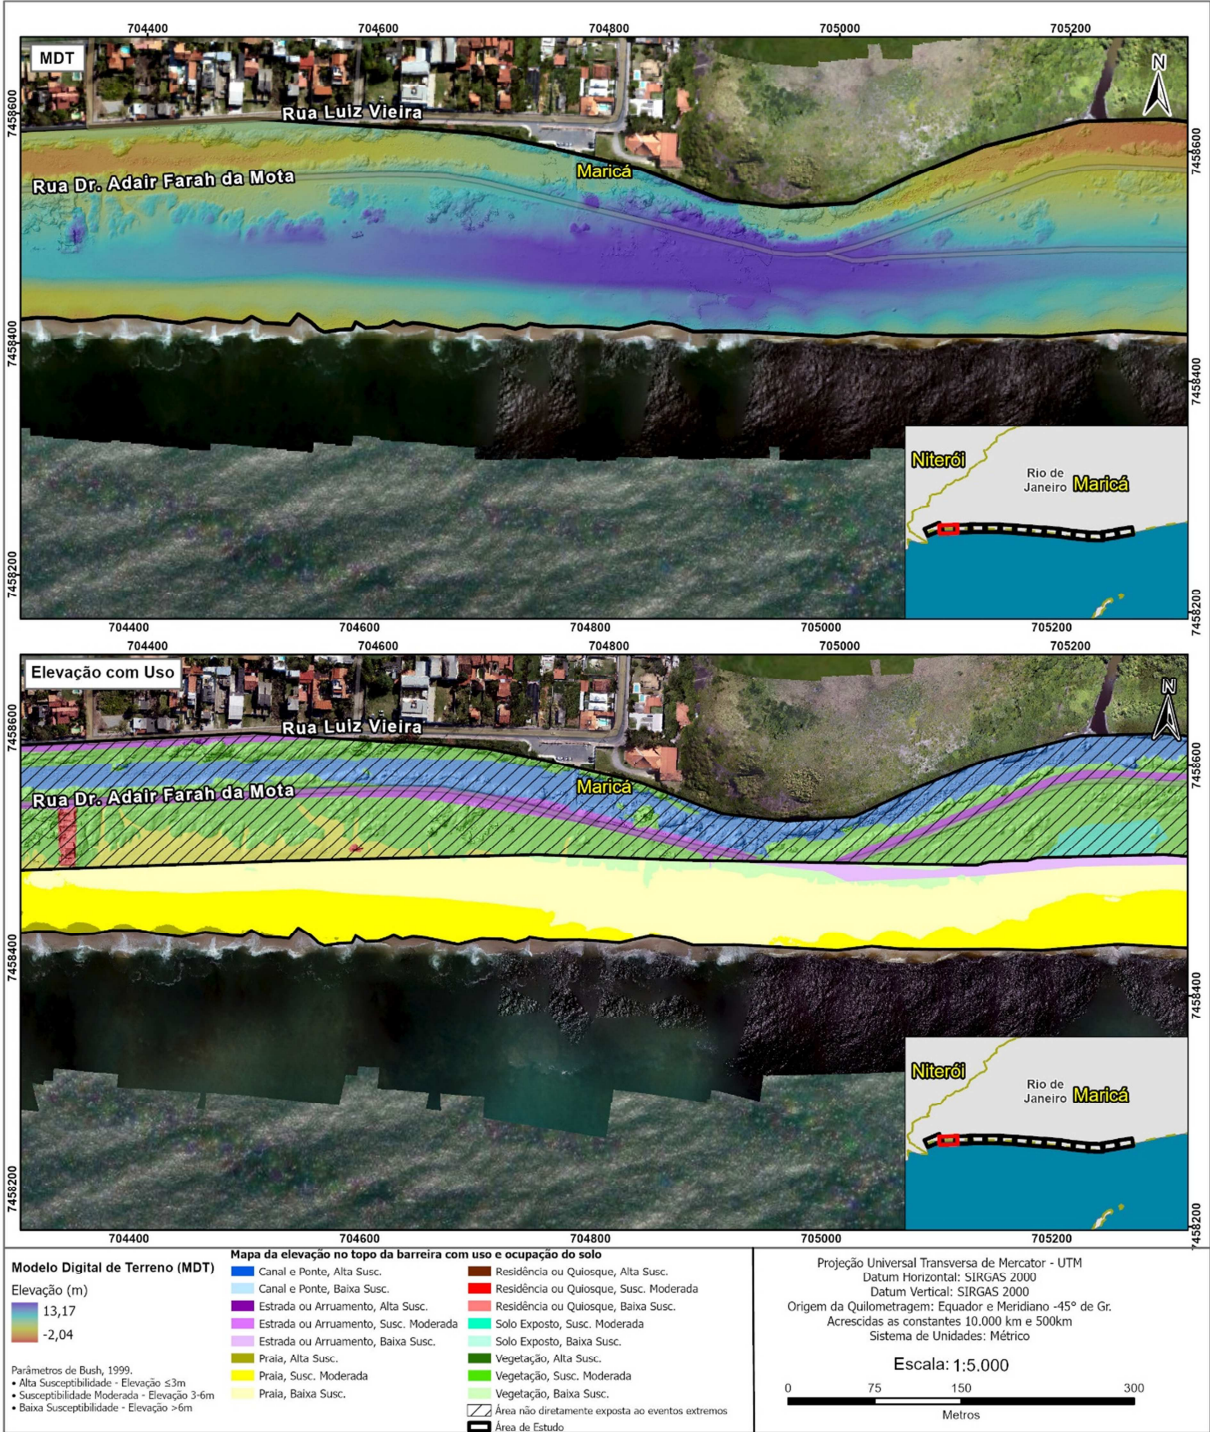 704400 704600 704800 705000 705200
MDT
N
7458600
7458600
Rua Luiz Vieira
Rua Dr. Adair Farah da Mota
Maricá
7458400
7458400
Niterói
Rio de
Janeiro
Maricá
7458200
7458200
704400 704600 704800 705000 705200
704400 704600 704800 705000 705200
Elevação com Uso
N
7458600
7458600
Rua Luiz Vieira
Rua Dr. Adair Farah da Mota
Maricá
7458400
7458400
Niterói
Rio de
Janeiro
Maricá
7458200
7458200
704400 704600 704800 705000 705200
Modelo Digital de Terreno (MDT)
Elevação (m)
13,17
-2,04
Parâmetros de Bush, 1999.
• Alta Susceptibilidade - Elevação ≤3m
• Susceptibilidade Moderada - Elevação 3-6m
• Baixa Susceptibilidade - Elevação >6m
Mapa da elevação no topo da barreira com uso e ocupação do solo
Canal e Ponte, Alta Susc.
Canal e Ponte, Baixa Susc.
Estrada ou Arruamento, Alta Susc.
Estrada ou Arruamento, Susc. Moderada
Estrada ou Arruamento, Baixa Susc.
Praia, Alta Susc.
Praia, Susc. Moderada
Praia, Baixa Susc.
Residência ou Quiosque, Alta Susc.
Residência ou Quiosque, Susc. Moderada
Residência ou Quiosque, Baixa Susc.
Solo Exposto, Susc. Moderada
Solo Exposto, Baixa Susc.
Vegetação, Alta Susc.
Vegetação, Susc. Moderada
Vegetação, Baixa Susc.
Área não diretamente exposta ao eventos extremos
Área de Estudo
Projeção Universal Transversa de Mercator - UTM
Datum Horizontal: SIRGAS 2000
Datum Vertical: SIRGAS 2000
Origem da Quilometragem: Equador e Meridiano -45° de Gr.
Acrescidas as constantes 10.000 km e 500km
Sistema de Unidades: Métrico
Escala: 1:5.000
0 75 150 300
Metros